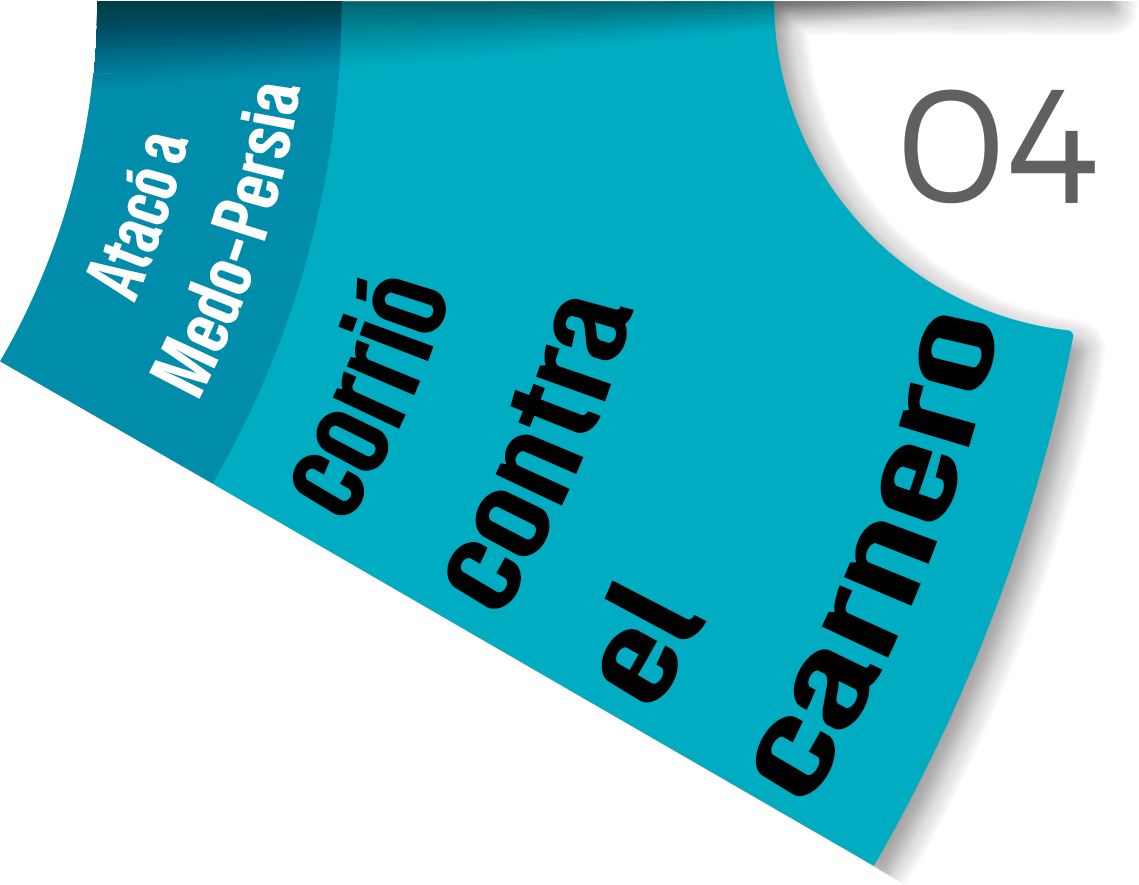 Atacó a
Medo-Persia
corrió
contra
el
carnero
04